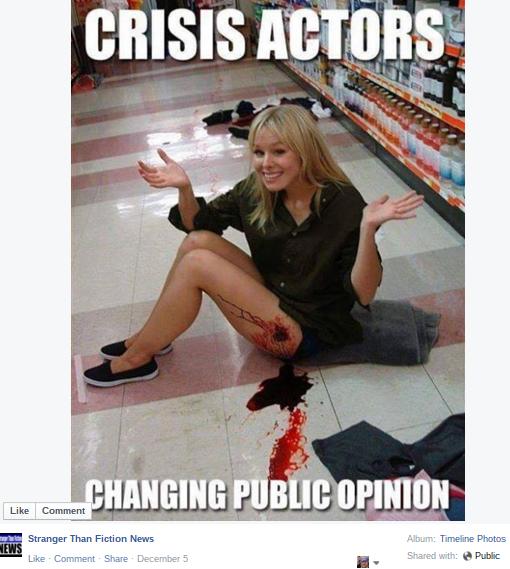 CRISIS ACTORS
CHANGING PUBLIC OPINION
Like Comment
Stranger Than Fiction News
Like · Comment · Share · December 5
Album: Timeline Photos
Shared with: Public